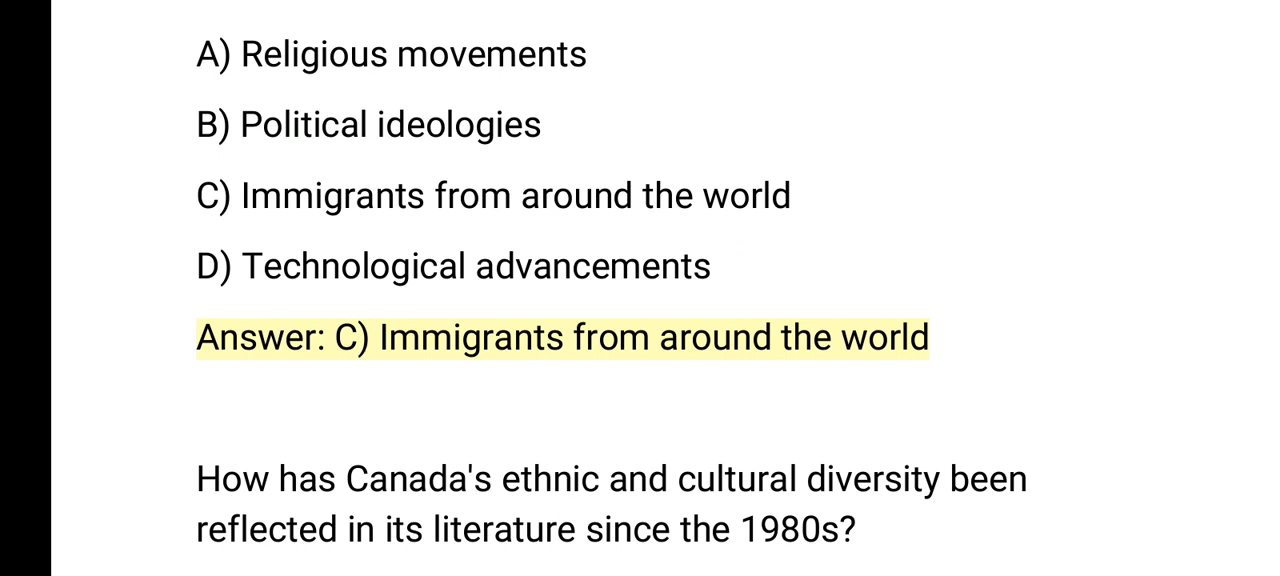 A) Religious movements
B) Political ideologies
C) Immigrants from around the world
D) Technological advancements
Answer: C) Immigrants from around the world
How has Canada's ethnic and cultural diversity been
reflected in its literature since the 1980s?